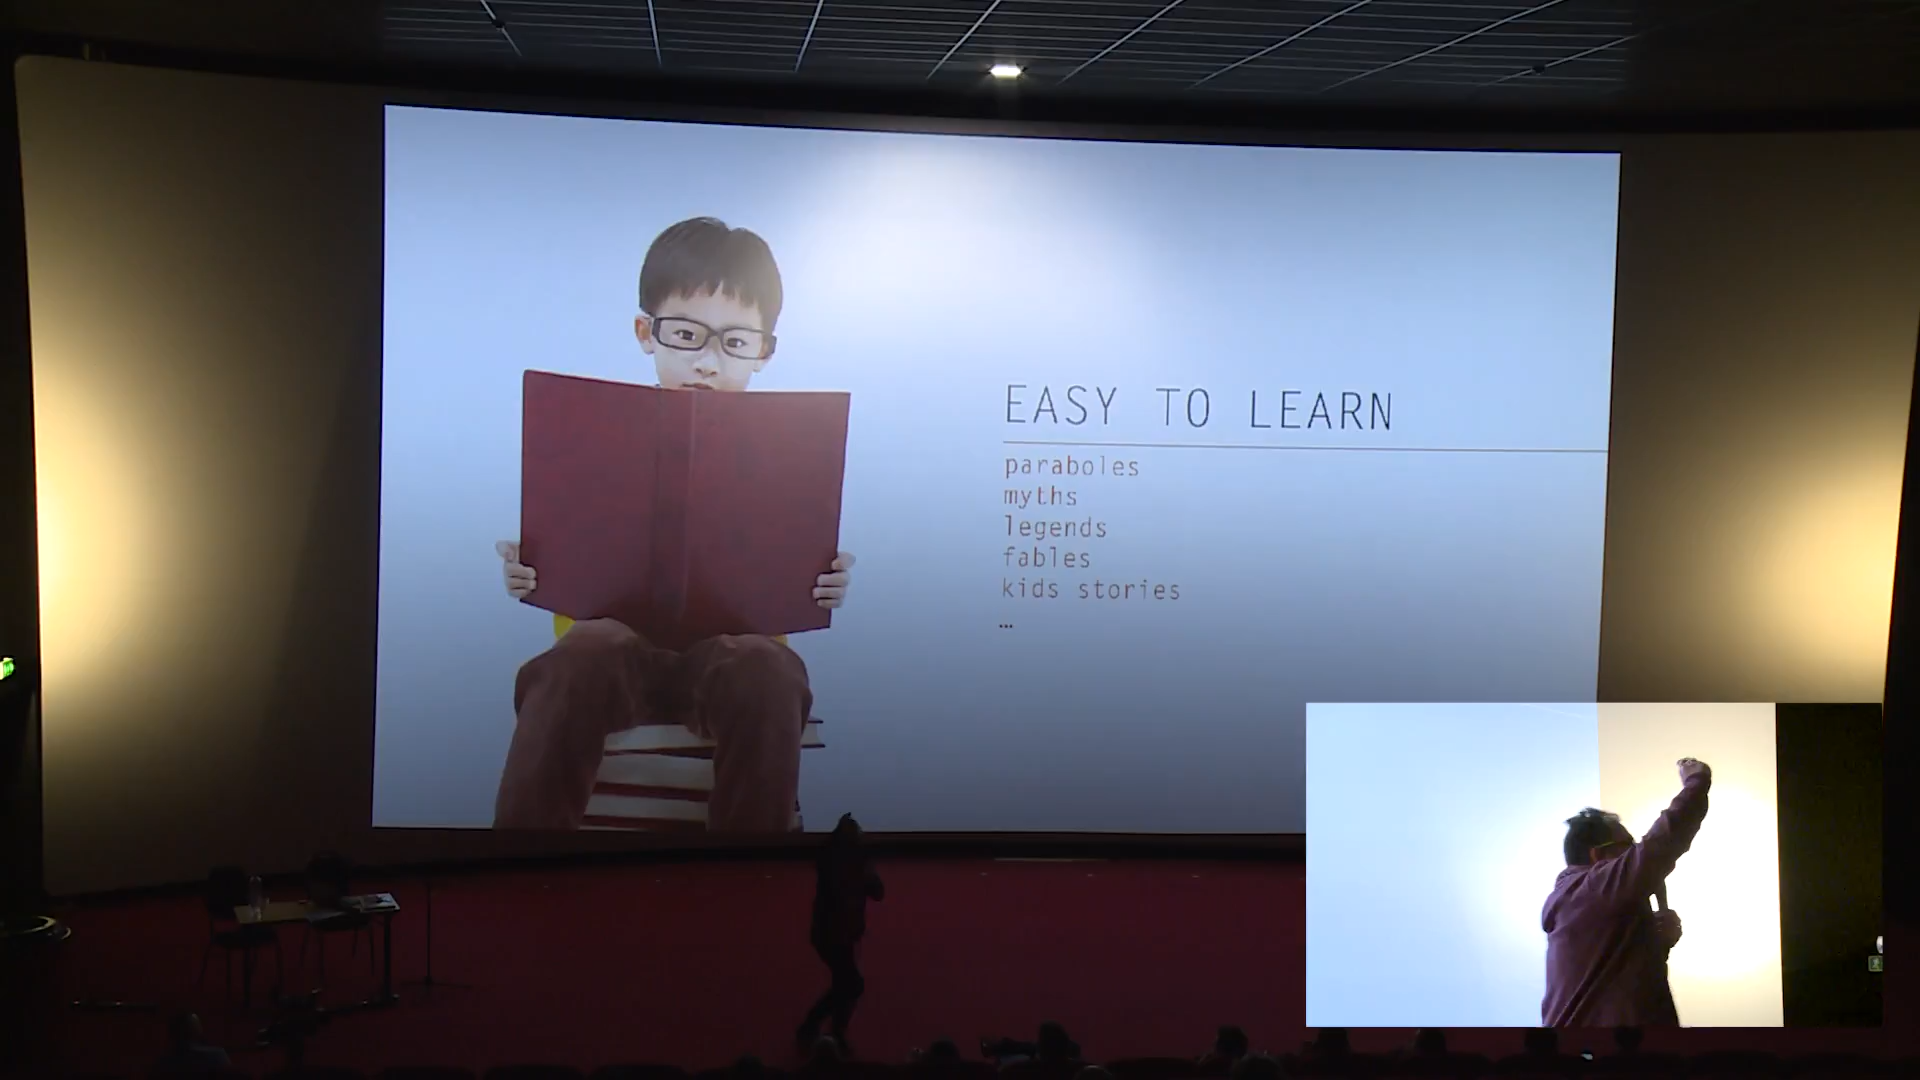 EASY TO LEARN
paraboles
myths
legends
fables
kids stories
…